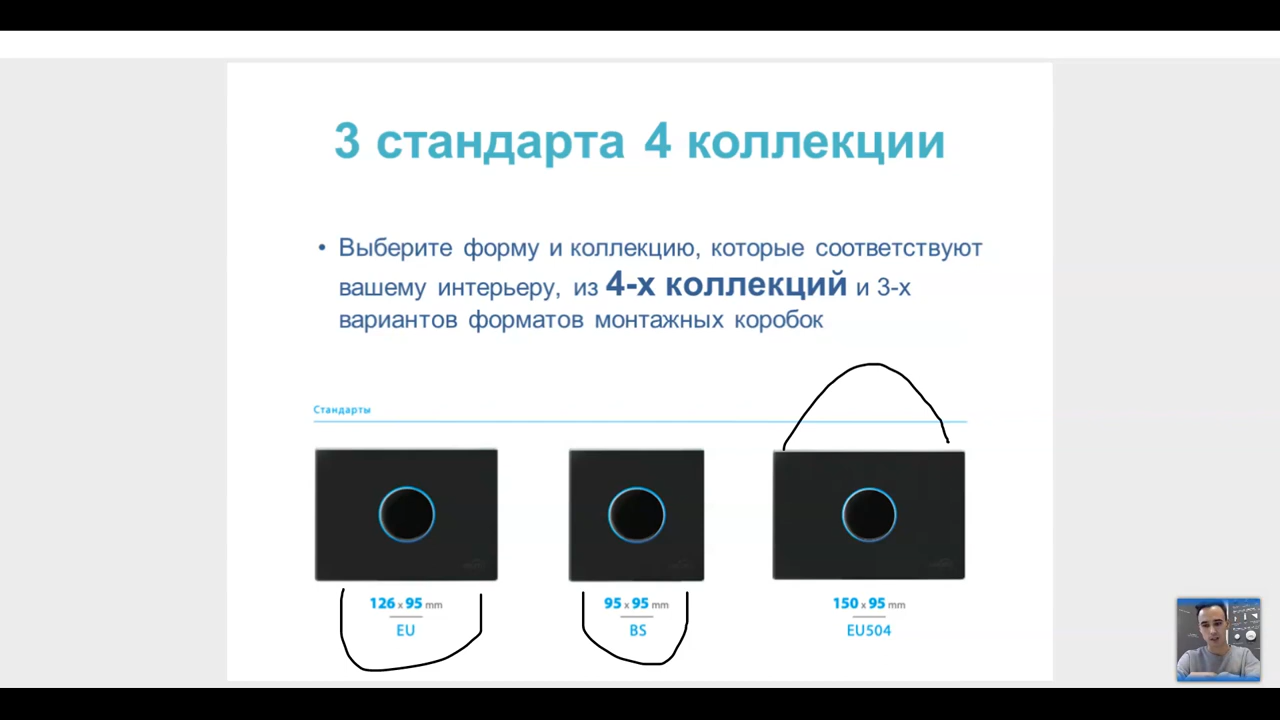 3 стандарта 4 коллекции
• Выберите форму и коллекцию, которые соответствуют
вашему интерьеру, из 4-х коллекций и 3-х
вариантов форматов монтажных коробок
Стандарты
126 x 95 mm
EU
95 x 95 mm
BS
150 x 95 mm
EU504